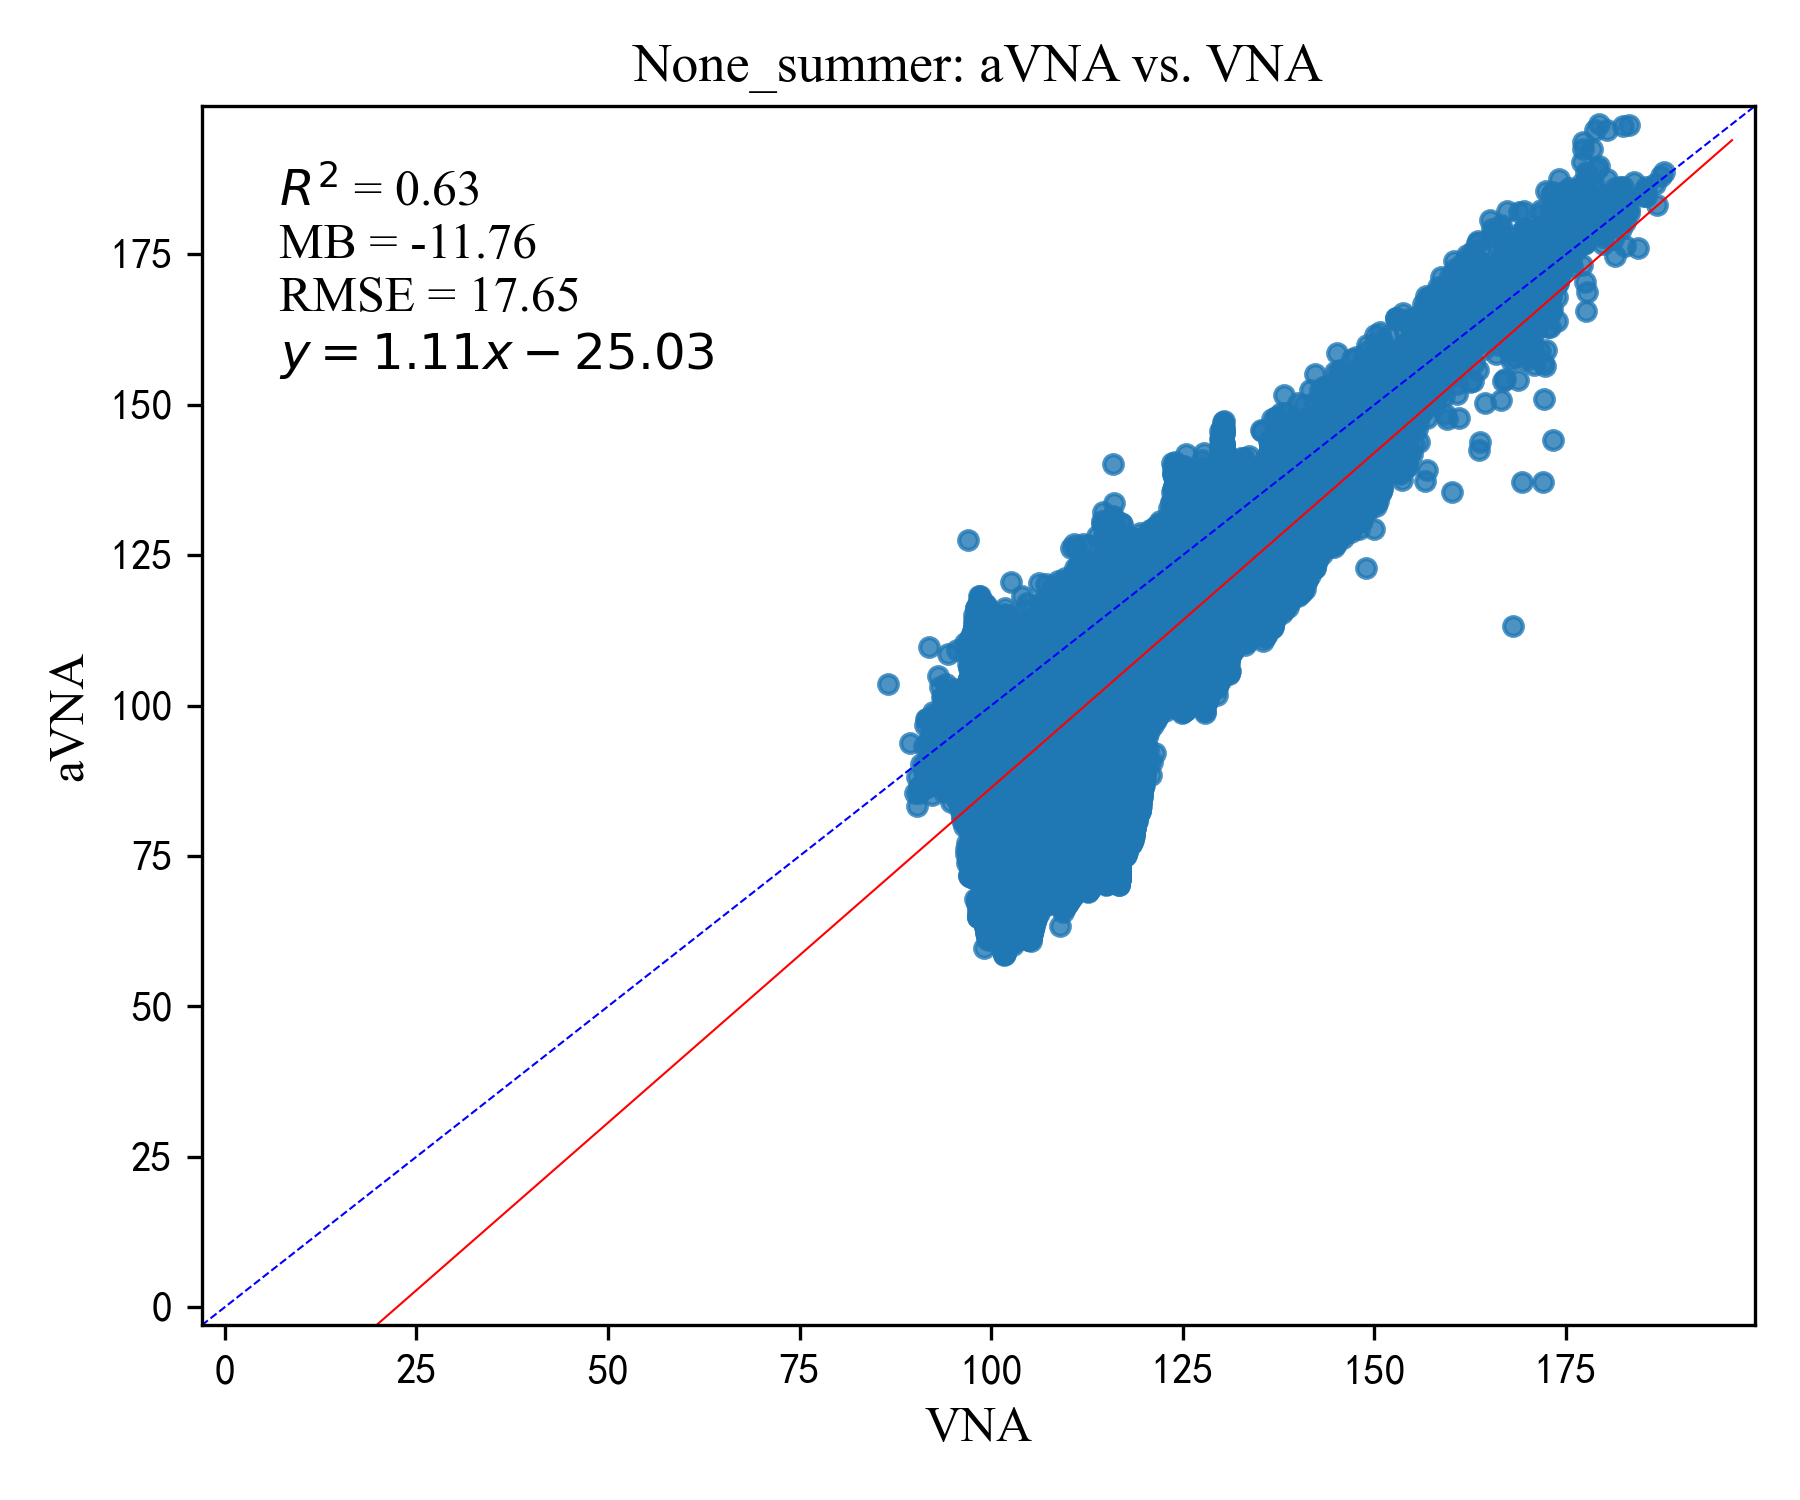 None_summer: aVNA vs. VNA
R² = 0.63
MB = -11.76
RMSE = 17.65
y = 1.11x − 25.03
175
150
125
100
75
50
25
0
aVNA
0 25 50 75 100 125 150 175
VNA